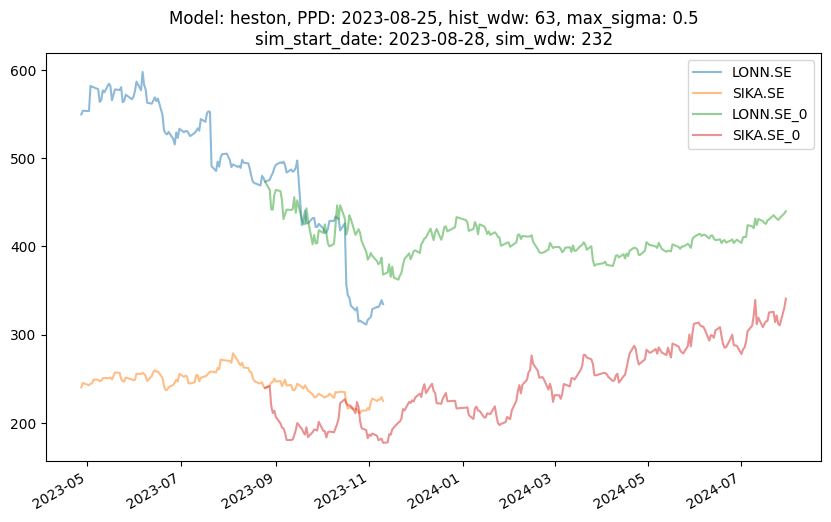 Model: heston, PPD: 2023-08-25, hist_wdw: 63, max_sigma: 0.5
sim_start_date: 2023-08-28, sim_wdw: 232
LONN.SE
SIKA.SE
LONN.SE_0
SIKA.SE_0
600
500
400
300
200
2023-05
2023-07
2023-09
2023-11
2024-01
2024-03
2024-05
2024-07